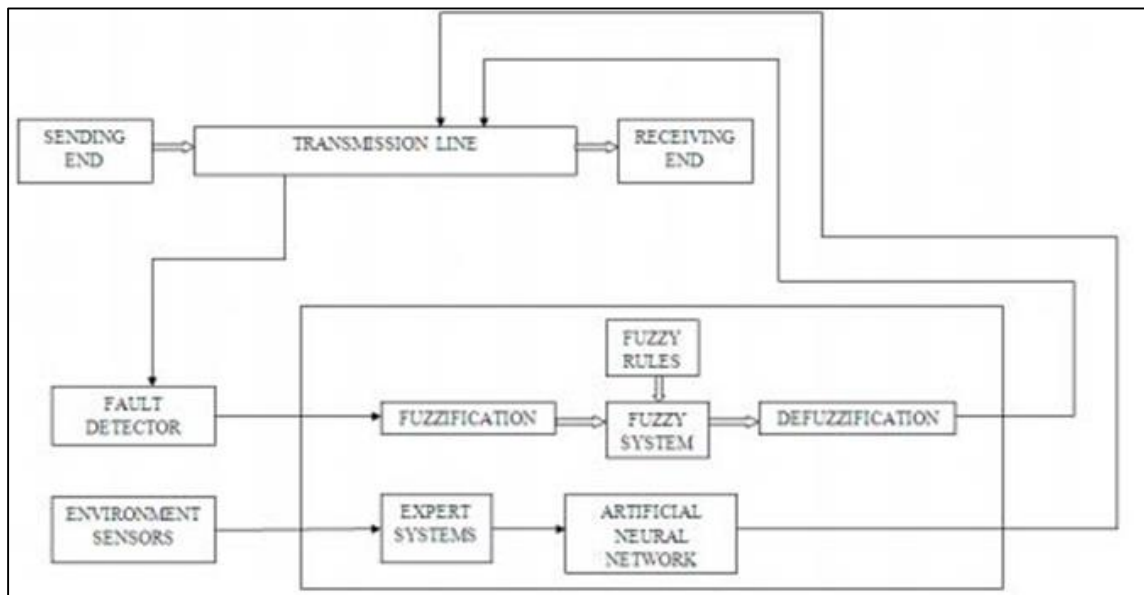 SENDING
END
TRANSMISSION LINE
RECEIVING
END
FUZZY
RULES
FAULT
DETECTOR
FUZZIFICATION
FUZZY
SYSTEM
DEFUZZIFICATION
ENVIRONMENT
SENSORS
EXPERT
SYSTEMS
ARTIFICIAL
NEURAL
NETWORK